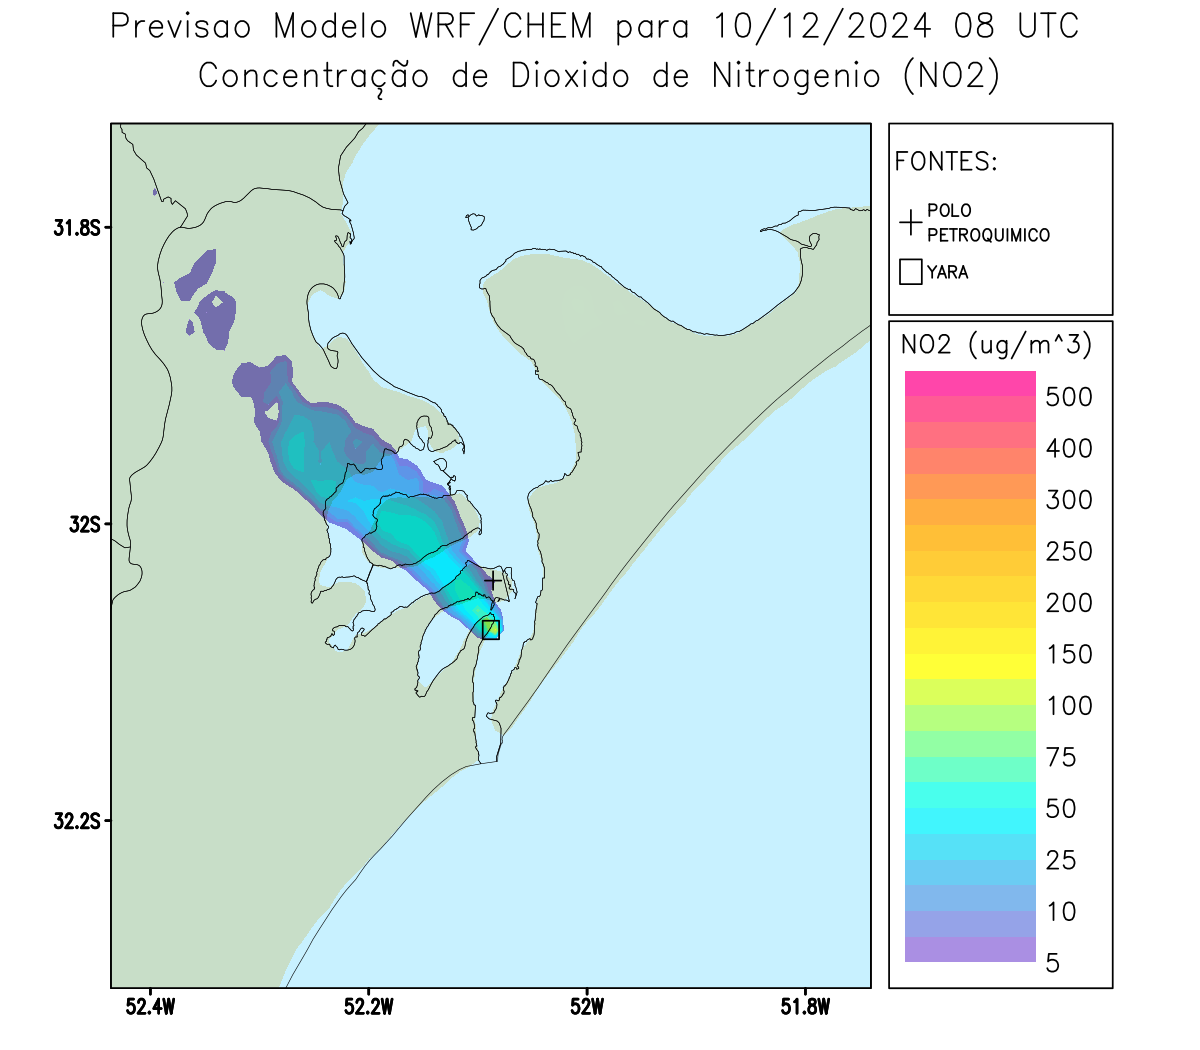 Previsao Modelo WRF/CHEM para 10/12/2024 08 UTC
Concentração de Dioxido de Nitrogenio (NO2)
FONTES:
POLO
PETROQUIMICO
YARA
NO2 (ug/m^3)
500
400
300
250
200
150
100
75
50
25
10
5
31.8S
32S
32.2S
52.4W
52.2W
52W
51.8W